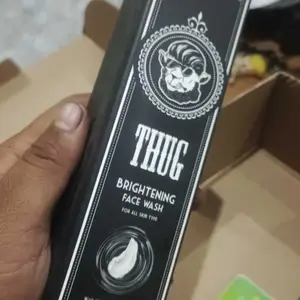 THUG
BRIGHTENING
FACE WASH
FOR ALL SKIN TYPE